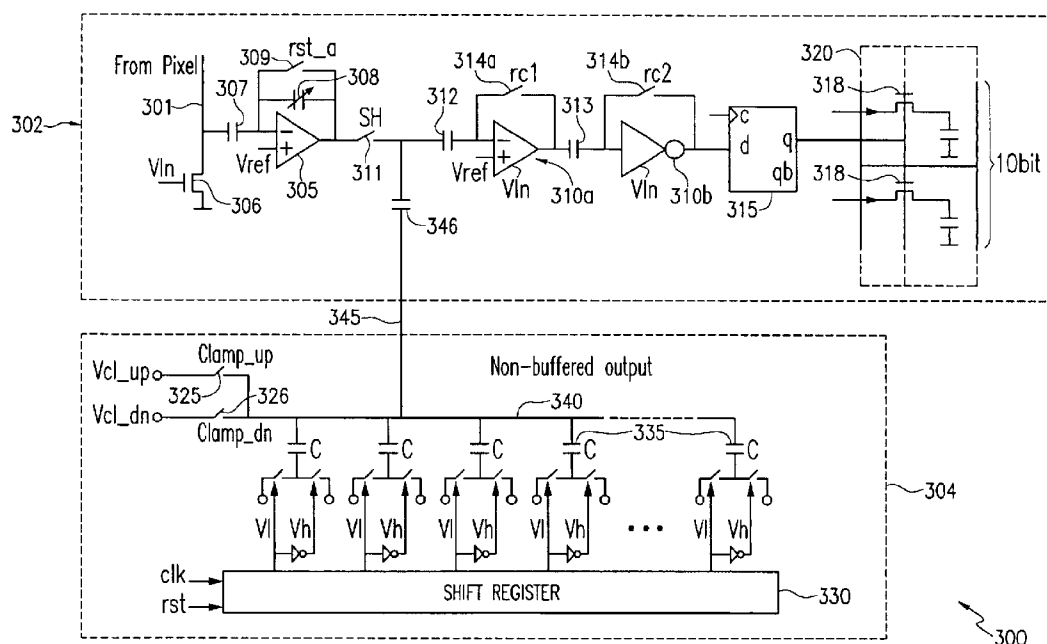 309
rst_a
From Pixel
307
308
301
302
SH
Vref
305
311
Vln
306
312
314a
rc1
313
314b
rc2
Vref
Vln
310a
Vln
310b
c
d
q
qb
315
320
318
318
10bit
346
345
Clamp_up
Vcl_up
325
326
Vcl_dn
Clamp_dn
Non-buffered output
340
C
C
C
C
335
C
304
Vl
Vh
Vl
Vh
Vl
Vh
Vl
Vh
Vl
Vh
clk
rst
SHIFT REGISTER
330
300